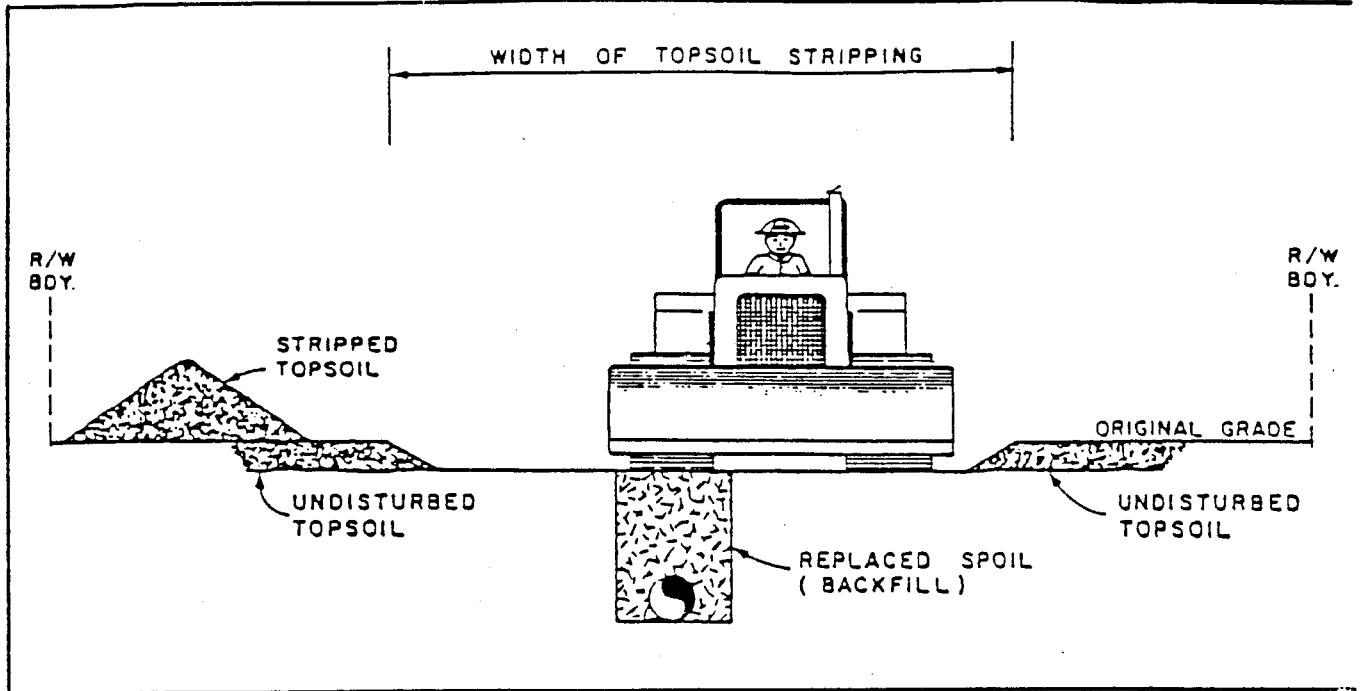 WIDTH OF TOPSOIL STRIPPING
R/W
BDY.
R/W
BDY.
STRIPPED
TOPSOIL
ORIGINAL GRADE
UNDISTURBED
TOPSOIL
UNDISTURBED
TOPSOIL
REPLACED SPOIL
( BACKFILL )